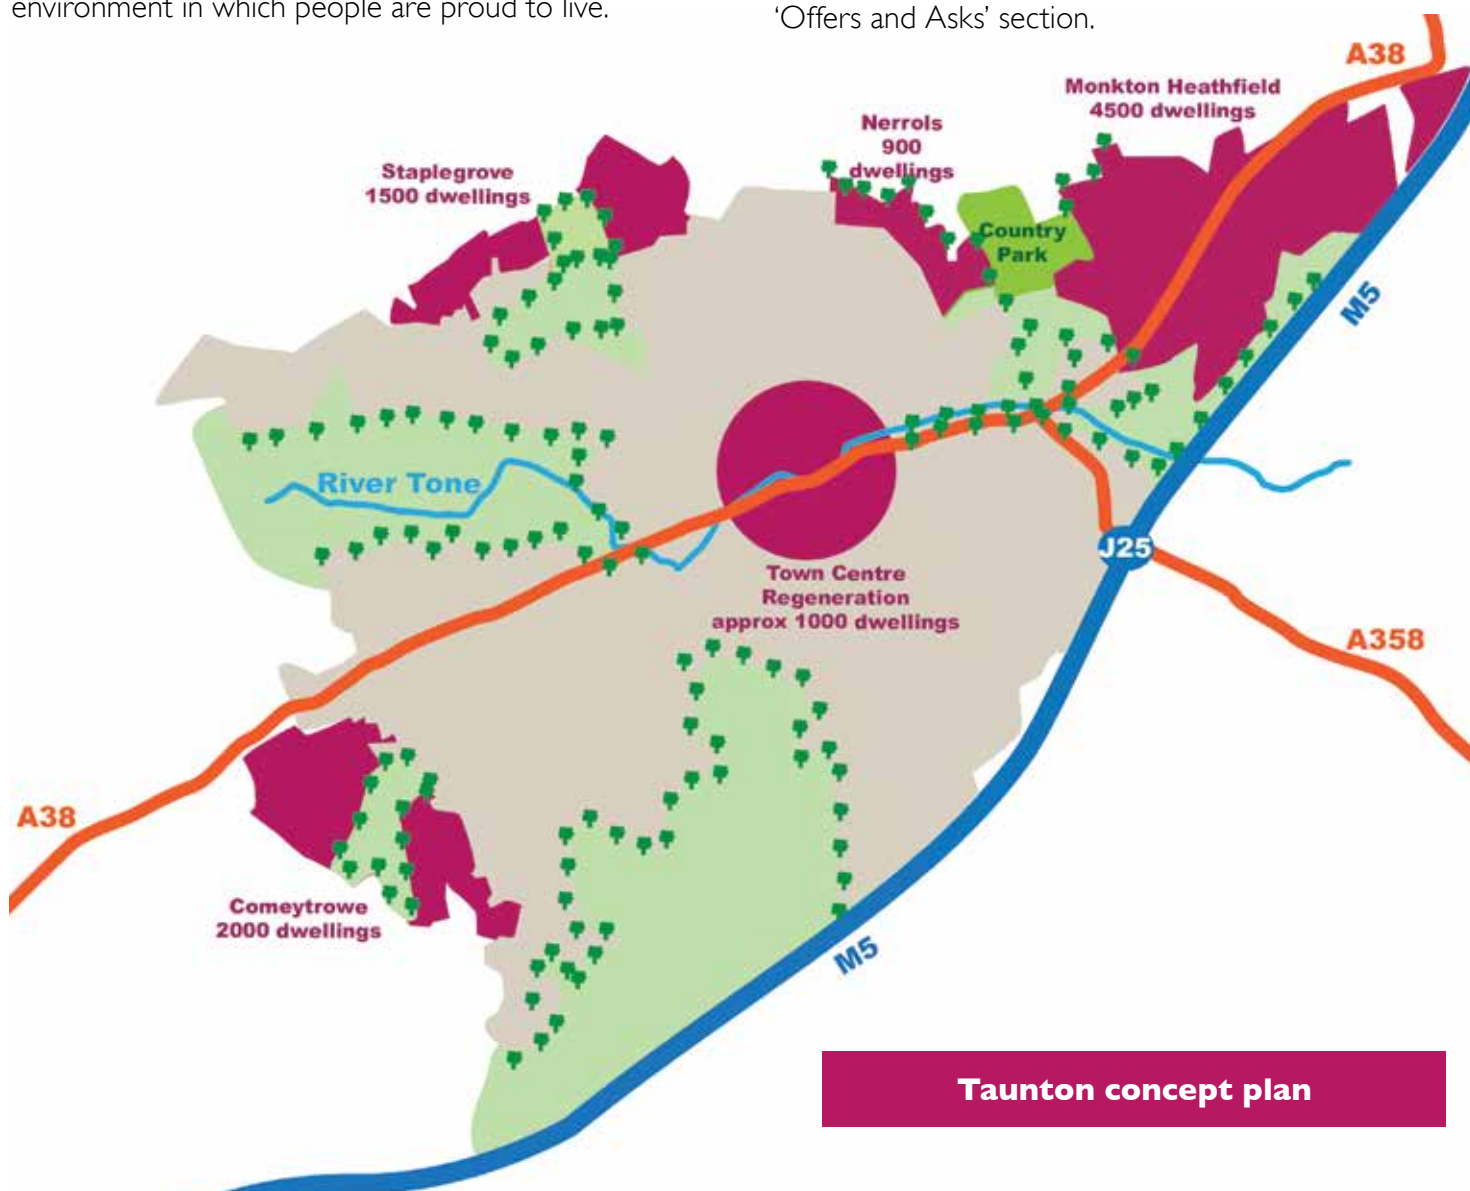 environment in which people are proud to live.
‘Offers and Asks’ section.
A38
Monkton Heathfield
4500 dwellings
Nerrols
900
dwellings
Staplegrove
1500 dwellings
Country
Park
M5
River Tone
J25
Town Centre
Regeneration
approx 1000 dwellings
A358
A38
Comeytrowe
2000 dwellings
M5
Taunton concept plan